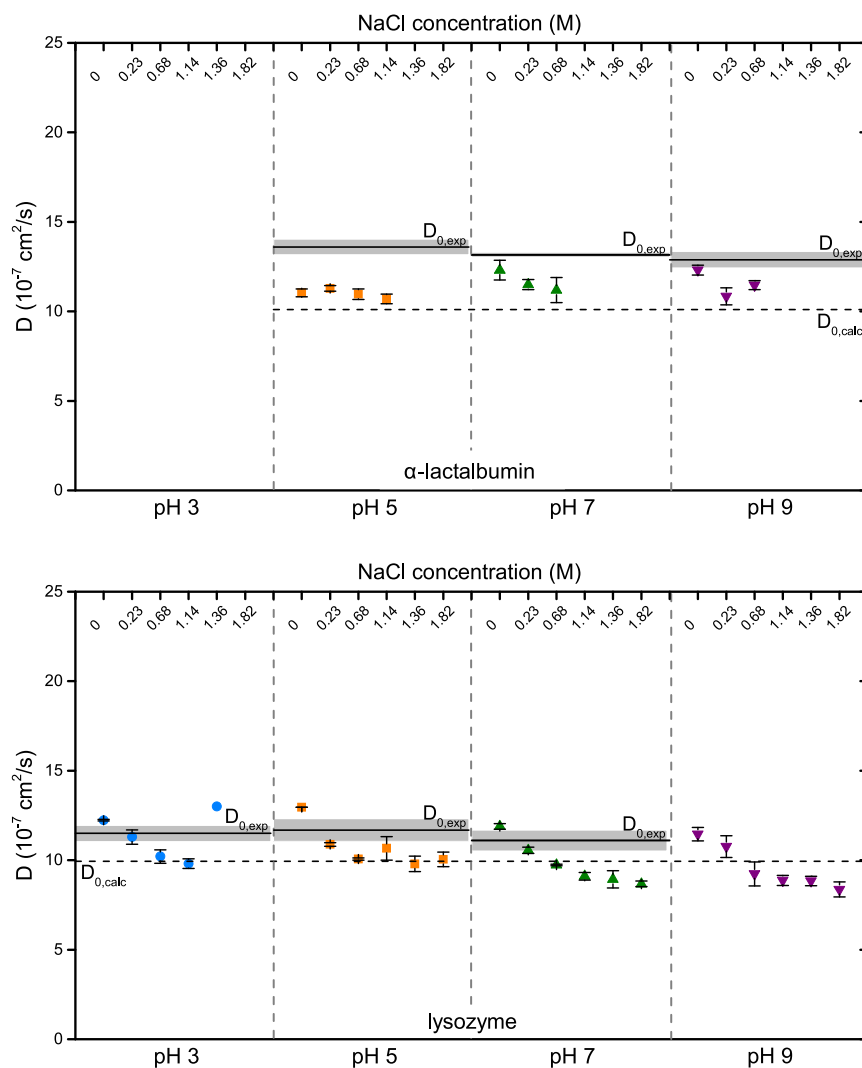 NaCl concentration (M)
0 0.23 0.68 1.14 1.36 1.82 0 0.23 0.68 1.14 1.36 1.82 0 0.23 0.68 1.14 1.36 1.82 0 0.23 0.68 1.14 1.36 1.82
25
20
15
10
5
0
D (10⁻⁷ cm²/s)
D₀,exp
D₀,exp
D₀,exp
D₀,calc
α-lactalbumin
pH 3 pH 5 pH 7 pH 9
NaCl concentration (M)
0 0.23 0.68 1.14 1.36 1.82 0 0.23 0.68 1.14 1.36 1.82 0 0.23 0.68 1.14 1.36 1.82 0 0.23 0.68 1.14 1.36 1.82
25
20
15
10
5
0
D (10⁻⁷ cm²/s)
D₀,exp
D₀,exp
D₀,exp
D₀,calc
lysozyme
pH 3 pH 5 pH 7 pH 9